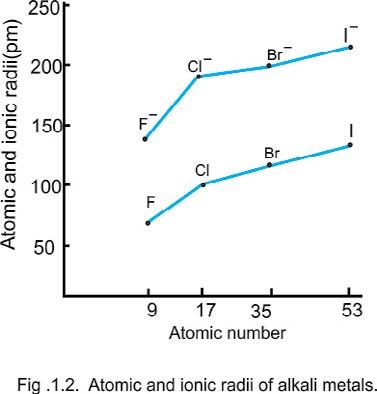 250
200
150
100
50
Atomic and ionic radii(pm)
F⁻
Cl⁻
Br⁻
I⁻
F
Cl
Br
I
9 17 35 53
Atomic number
Fig .1.2. Atomic and ionic radii of alkali metals.